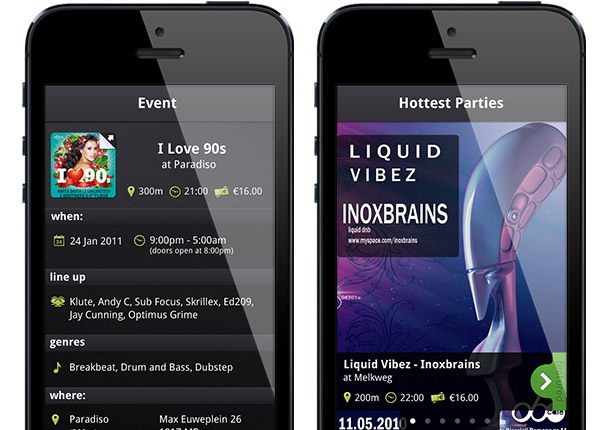 Event
I Love 90s
at Paradiso
I 90
300m 21:00 €16.00
when:
24 Jan 2011
9:00pm - 5:00am
(doors open at 8:00pm)
line up
Klute, Andy C, Sub Focus, Skrillex, Ed209,
Jay Cunning, Optimus Grime
genres
Breakbeat, Drum and Bass, Dubstep
where:
Paradiso Max Euweplein 26
Hottest Parties
LIQUID
VIBEZ
INOXBRAINS
liquid dnb
www.myspace.com/inoxbrains
Liquid Vibez - Inoxbrains
at Melkweg
200m 22:00 €16.00
11.05.201